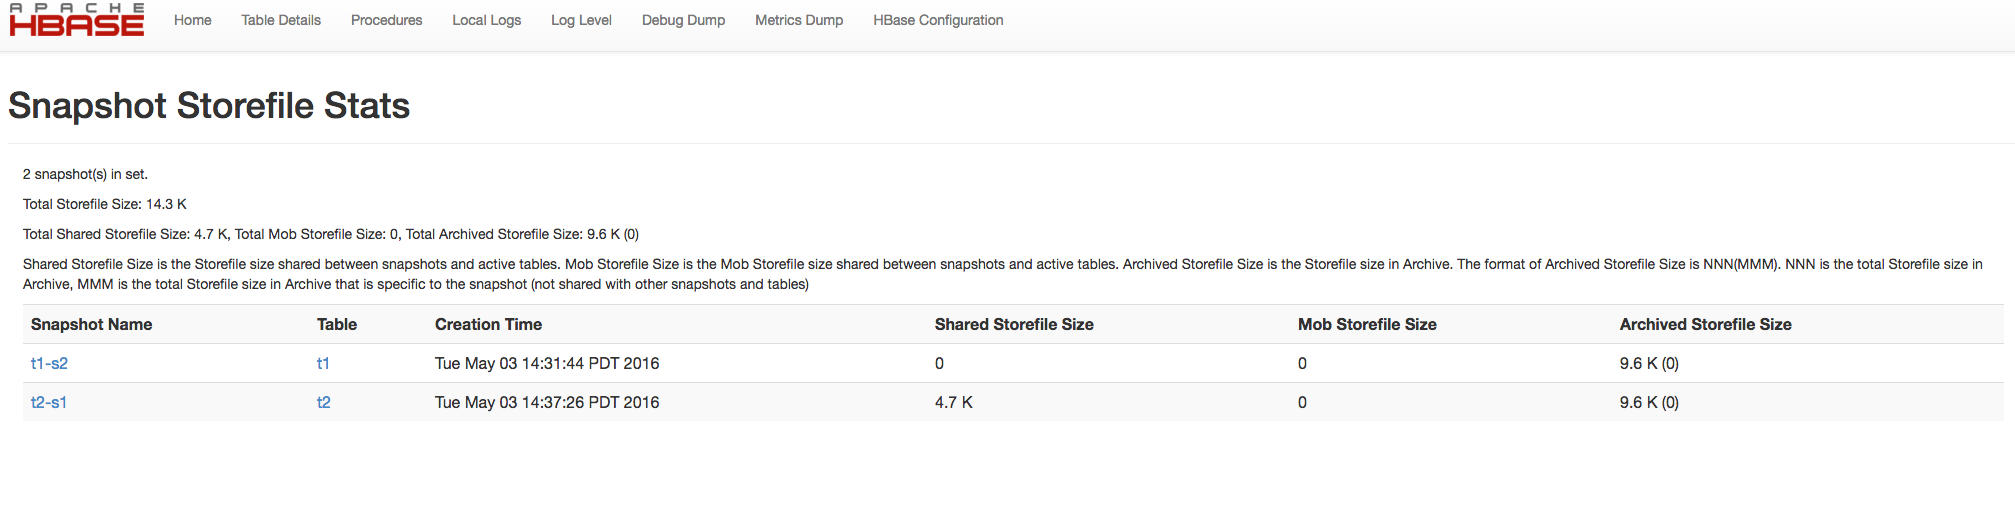 APACHE
HBASE
Home Table Details Procedures Local Logs Log Level Debug Dump Metrics Dump HBase Configuration
Snapshot Storefile Stats
2 snapshot(s) in set.
Total Storefile Size: 14.3 K
Total Shared Storefile Size: 4.7 K, Total Mob Storefile Size: 0, Total Archived Storefile Size: 9.6 K (0)
Shared Storefile Size is the Storefile size shared between snapshots and active tables. Mob Storefile Size is the Mob Storefile size shared between snapshots and active tables. Archived Storefile Size is the Storefile size in Archive. The format of Archived Storefile Size is NNN(MMM). NNN is the total Storefile size in
Archive, MMM is the total Storefile size in Archive that is specific to the snapshot (not shared with other snapshots and tables)
Snapshot Name Table Creation Time Shared Storefile Size Mob Storefile Size Archived Storefile Size
t1-s2 t1 Tue May 03 14:31:44 PDT 2016 0 0 9.6 K (0)
t2-s1 t2 Tue May 03 14:37:26 PDT 2016 4.7 K 0 9.6 K (0)